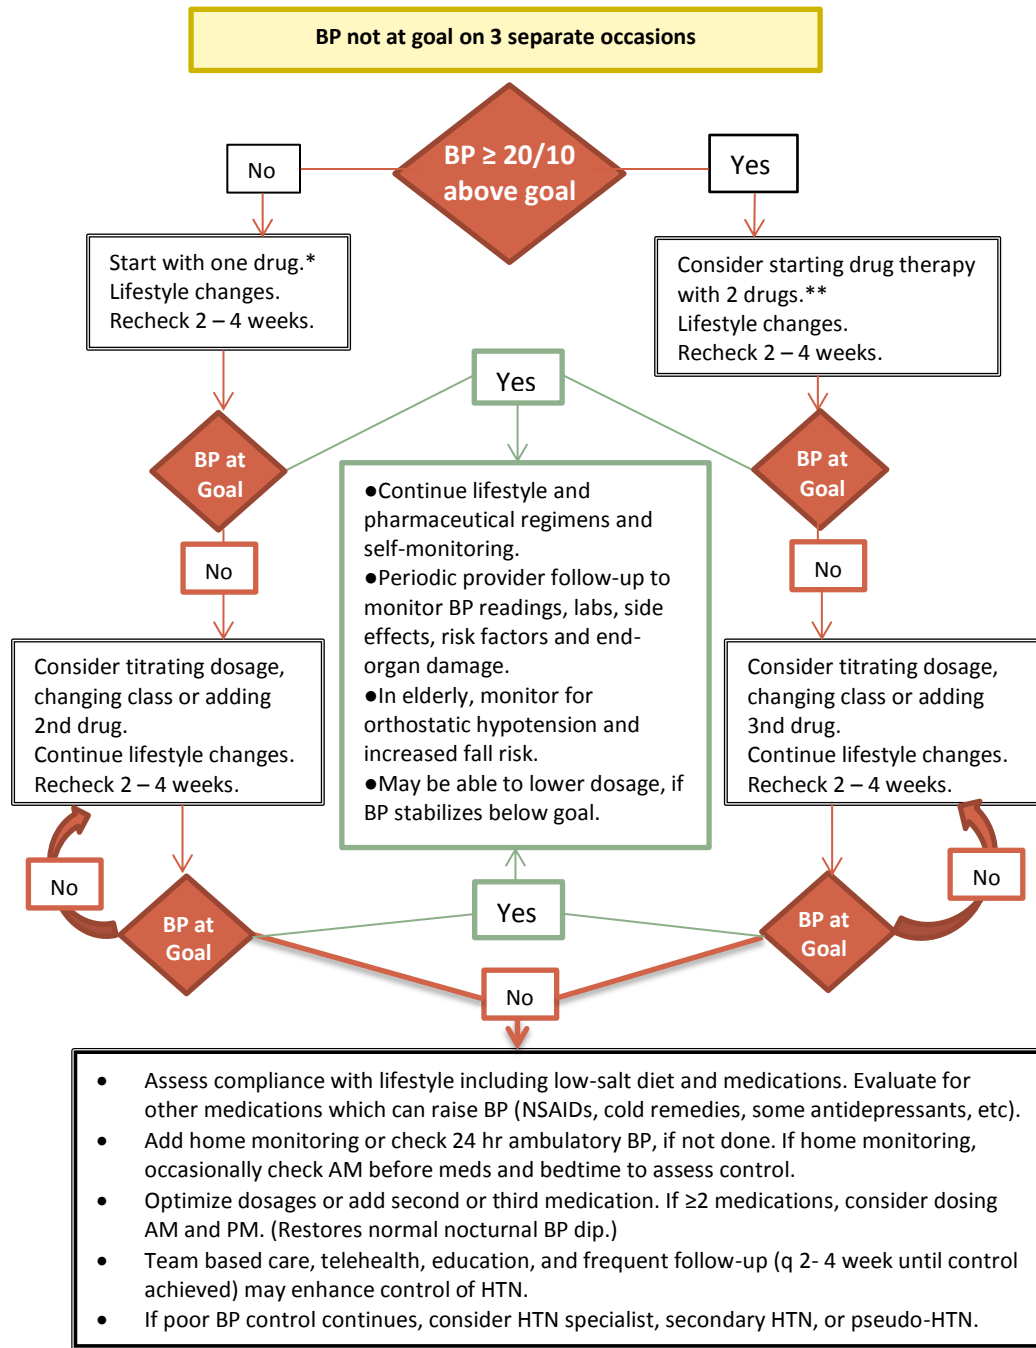 BP not at goal on 3 separate occasions
BP ≥ 20/10
above goal
No
Yes
Start with one drug.*
Lifestyle changes.
Recheck 2 – 4 weeks.
Consider starting drug therapy
with 2 drugs.**
Lifestyle changes.
Recheck 2 – 4 weeks.
Yes
BP at
Goal
BP at
Goal
●Continue lifestyle and
pharmaceutical regimens and
self-monitoring.
●Periodic provider follow-up to
monitor BP readings, labs, side
effects, risk factors and end-
organ damage.
●In elderly, monitor for
orthostatic hypotension and
increased fall risk.
●May be able to lower dosage, if
BP stabilizes below goal.
No
No
Consider titrating dosage,
changing class or adding
2nd drug.
Continue lifestyle changes.
Recheck 2 – 4 weeks.
Consider titrating dosage,
changing class or adding
3nd drug.
Continue lifestyle changes.
Recheck 2 – 4 weeks.
No
No
BP at
Goal
Yes
BP at
Goal
No
• Assess compliance with lifestyle including low-salt diet and medications. Evaluate for
other medications which can raise BP (NSAIDs, cold remedies, some antidepressants, etc).
• Add home monitoring or check 24 hr ambulatory BP, if not done. If home monitoring,
occasionally check AM before meds and bedtime to assess control.
• Optimize dosages or add second or third medication. If ≥2 medications, consider dosing
AM and PM. (Restores normal nocturnal BP dip.)
• Team based care, telehealth, education, and frequent follow-up (q 2- 4 week until control
achieved) may enhance control of HTN.
• If poor BP control continues, consider HTN specialist, secondary HTN, or pseudo-HTN.